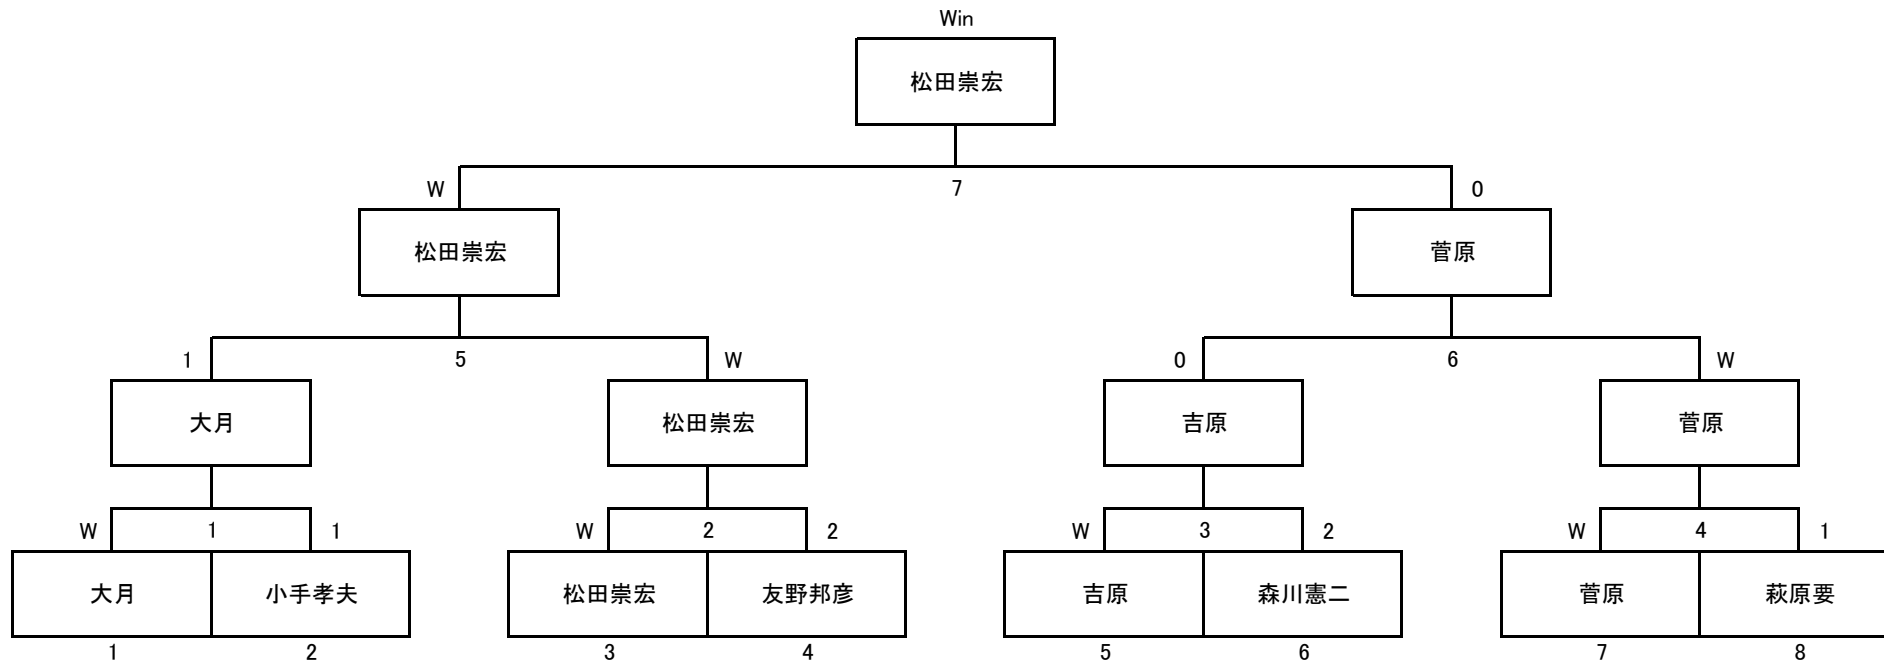 Win
松田崇宏
W 7 0
松田崇宏 菅原
1 5 W 0 6 W
大月 松田崇宏 吉原 菅原
W 1 1 W 2 2 W 3 2 W 4 1
大月 小手孝夫 松田崇宏 友野邦彦 吉原 森川憲二 菅原 萩原要
1 2 3 4 5 6 7 8